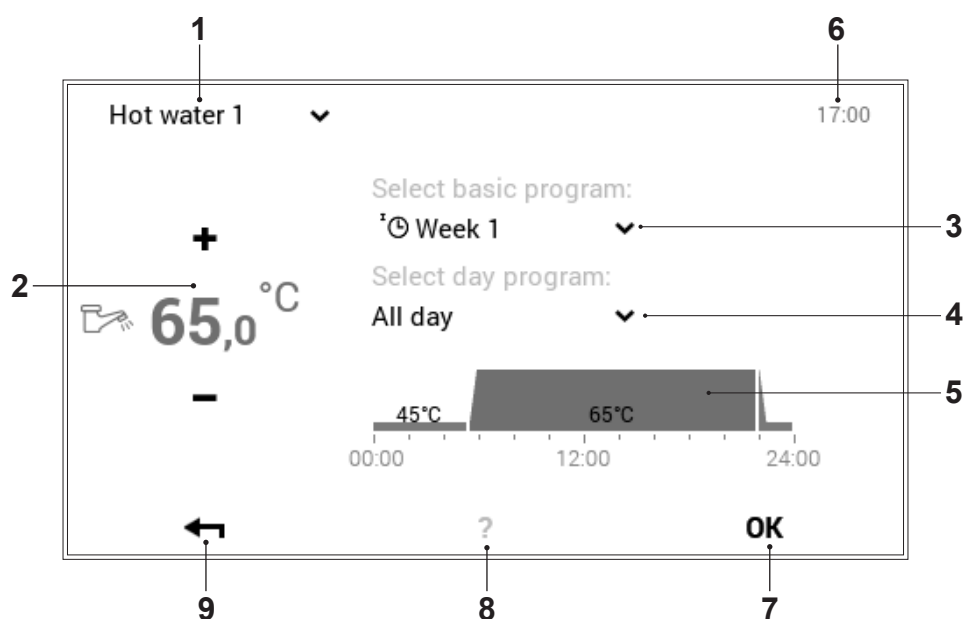 1 6
Hot water 1 17:00
Select basic program:
Week 1 3
2 Select day program:
65,0 °C
All day 4
5
45°C 65°C
00:00 12:00 24:00
? OK
9 8 7